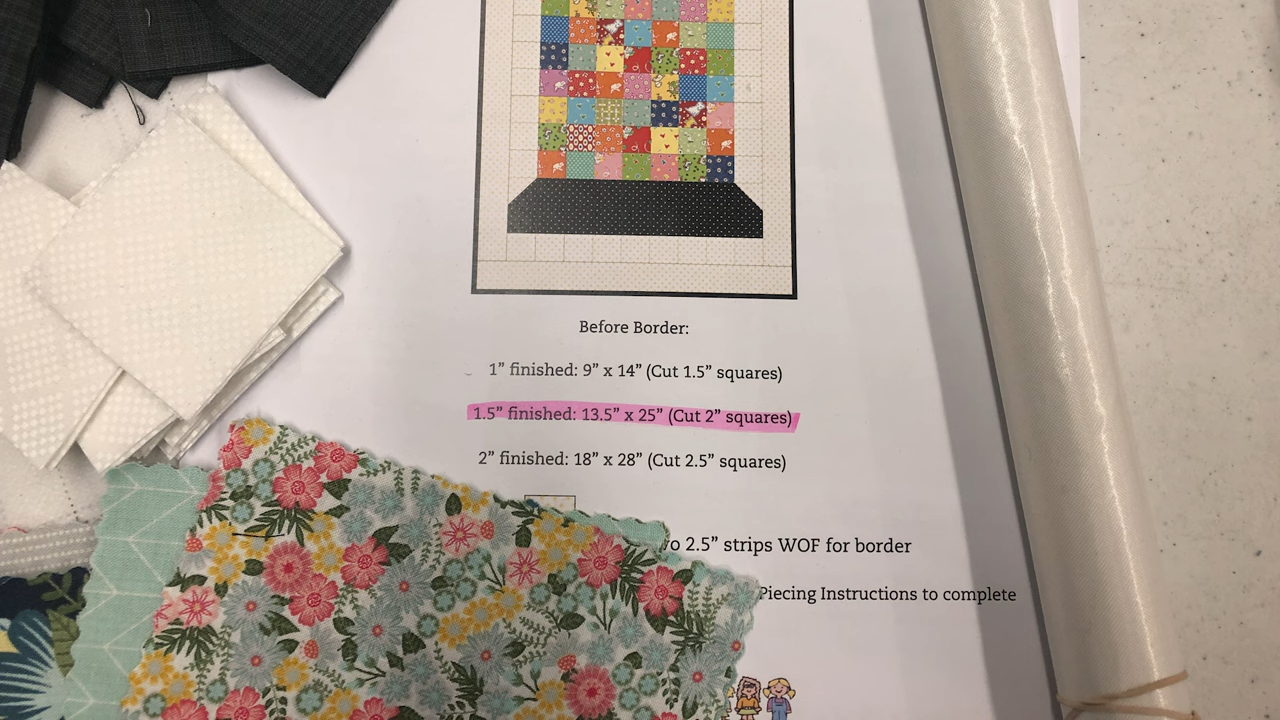 Before Border:
1” finished: 9” x 14” (Cut 1.5” squares)
1.5” finished: 13.5” x 25” (Cut 2” squares)
2” finished: 18” x 28” (Cut 2.5” squares)
2.5” strips WOF for border
Piecing Instructions to complete